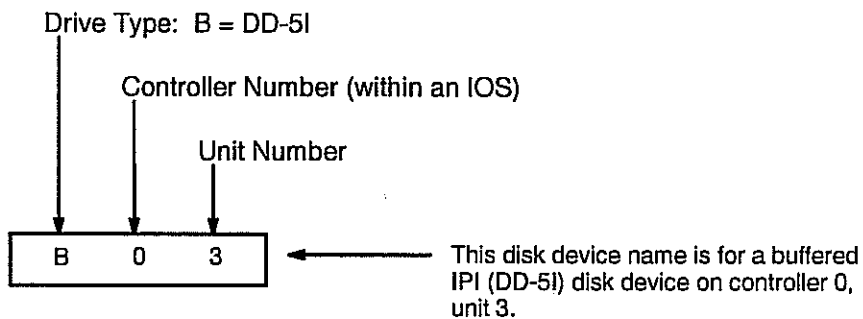 Drive Type: B = DD-5I
Controller Number (within an IOS)
Unit Number
B 0 3
This disk device name is for a buffered
IPI (DD-5I) disk device on controller 0,
unit 3.